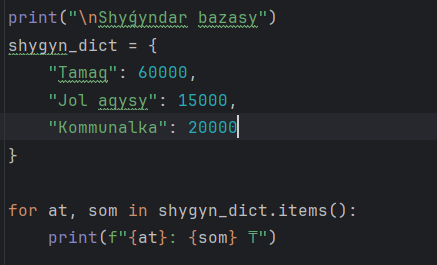 print("\nShyǵyndar bazasy")
shygyn_dict = {
    "Tamaq": 60000,
    "Jol aqysy": 15000,
    "Kommunalka": 20000
}

for at, som in shygyn_dict.items():
    print(f"{at}: {som} ₸")